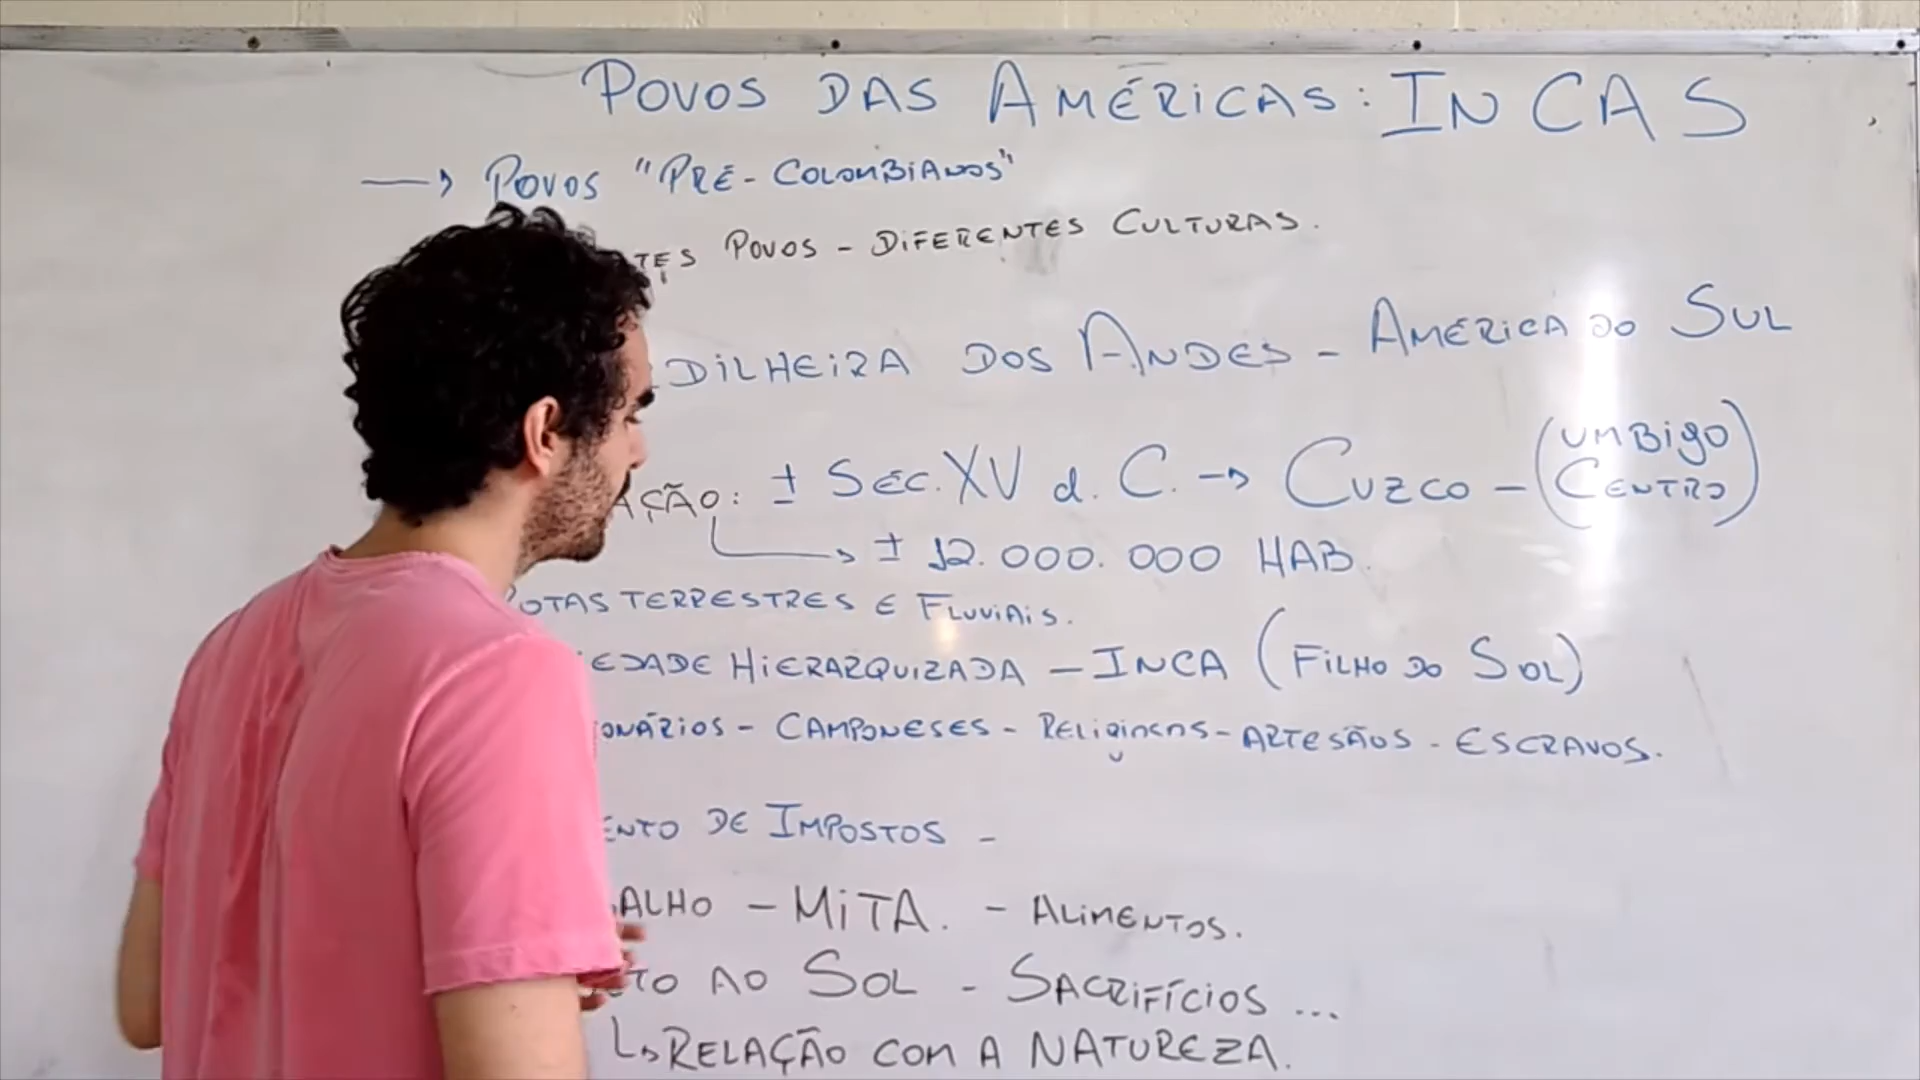 POVOS DAS AMÉRICAS: INCAS
→ POVOS "PRÉ-COLOMBIANOS"
TES POVOS - DIFERENTES CULTURAS.
DILHEIRA DOS ANDES - AMÉRICA DO SUL
AÇÃO: ± SÉC. XV d. C. → CUZCO - (UMBIGO
CENTRO)
→ ± 12.000.000 HAB.
ROTAS TERRESTRES E FLUVIAIS.
IEDADE HIERARQUIZADA - INCA (FILHO DO SOL)
ONÁRIOS - CAMPONESES - RELIGIOSOS - ARTESÃOS - ESCRAVOS.
ENTO DE IMPOSTOS -
ALHO - MITA. - ALIMENTOS.
TO AO SOL - SACRIFÍCIOS ...
↳ RELAÇÃO COM A NATUREZA.